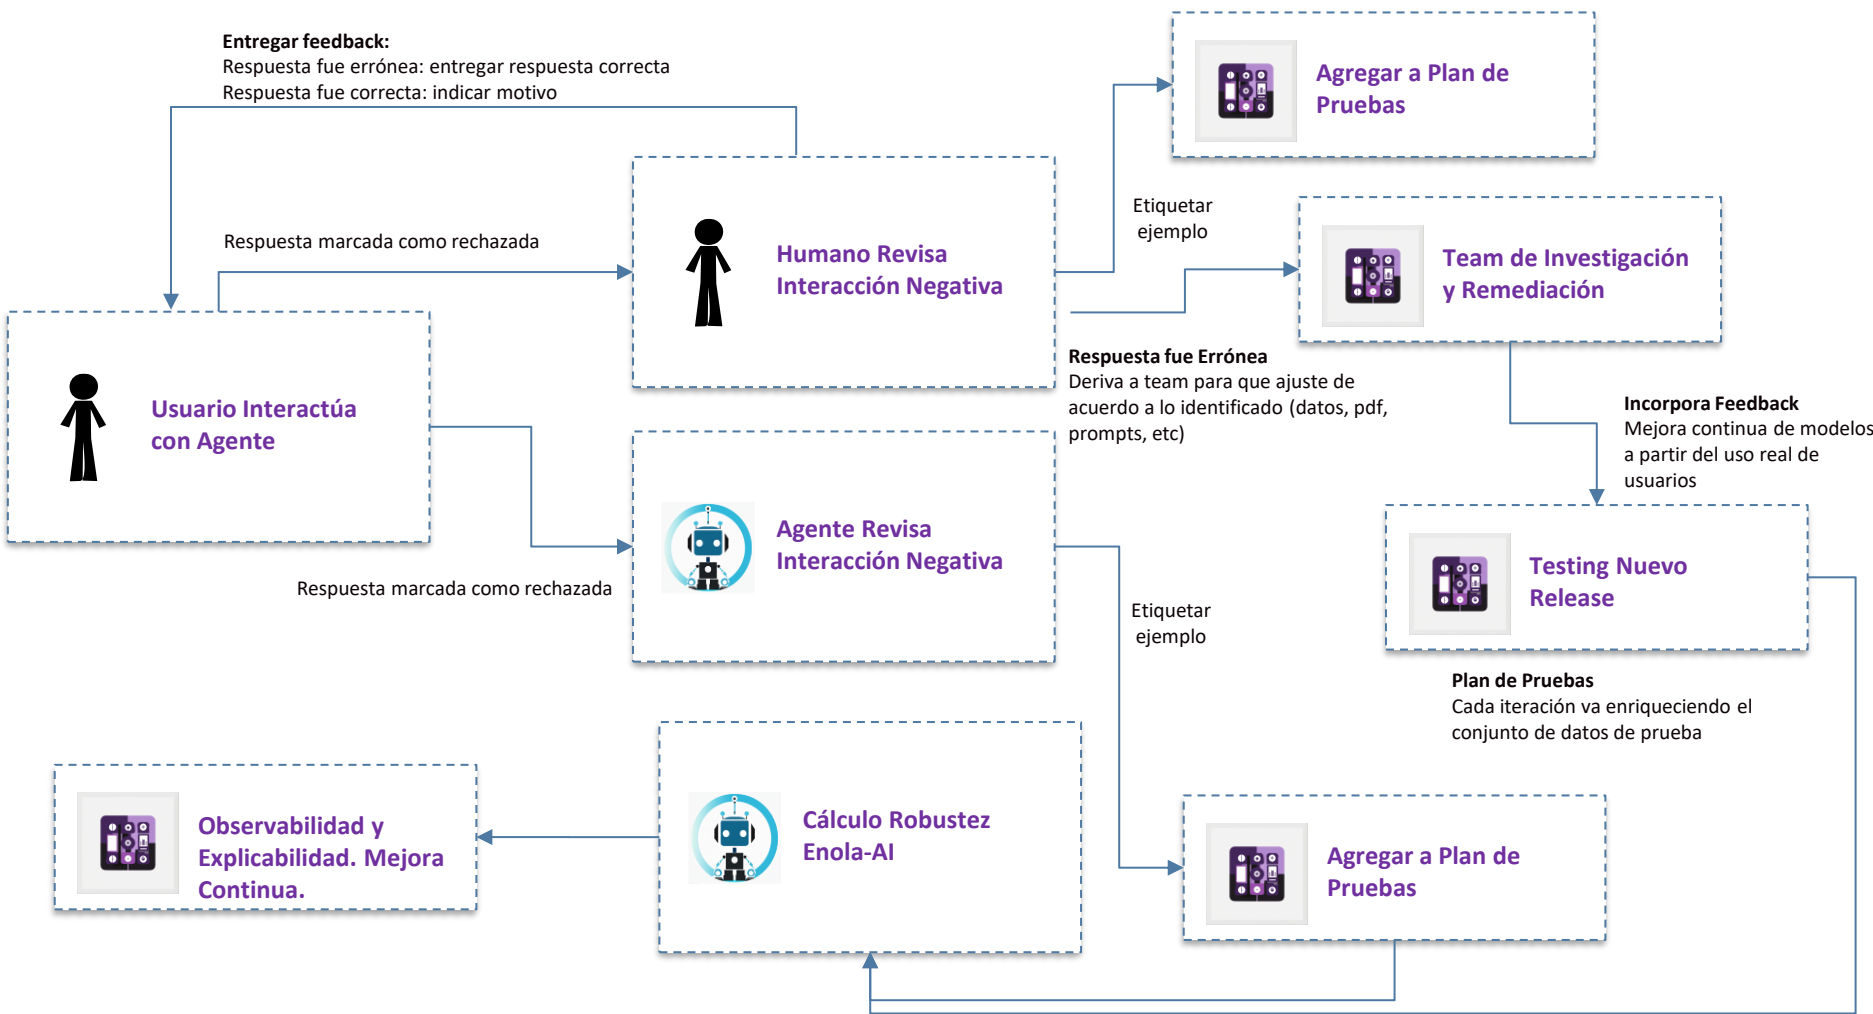 Entregar feedback:
Respuesta fue errónea: entregar respuesta correcta
Respuesta fue correcta: indicar motivo
Agregar a Plan de
Pruebas
Etiquetar
ejemplo
Respuesta marcada como rechazada
Humano Revisa
Interacción Negativa
Team de Investigación
y Remediación
Respuesta fue Errónea
Deriva a team para que ajuste de
acuerdo a lo identificado (datos, pdf,
prompts, etc)
Usuario Interactúa
con Agente
Incorpora Feedback
Mejora continua de modelos
a partir del uso real de
usuarios
Agente Revisa
Interacción Negativa
Respuesta marcada como rechazada
Etiquetar
ejemplo
Testing Nuevo
Release
Plan de Pruebas
Cada iteración va enriqueciendo el
conjunto de datos de prueba
Observabilidad y
Explicabilidad. Mejora
Continua.
Cálculo Robustez
Enola-AI
Agregar a Plan de
Pruebas